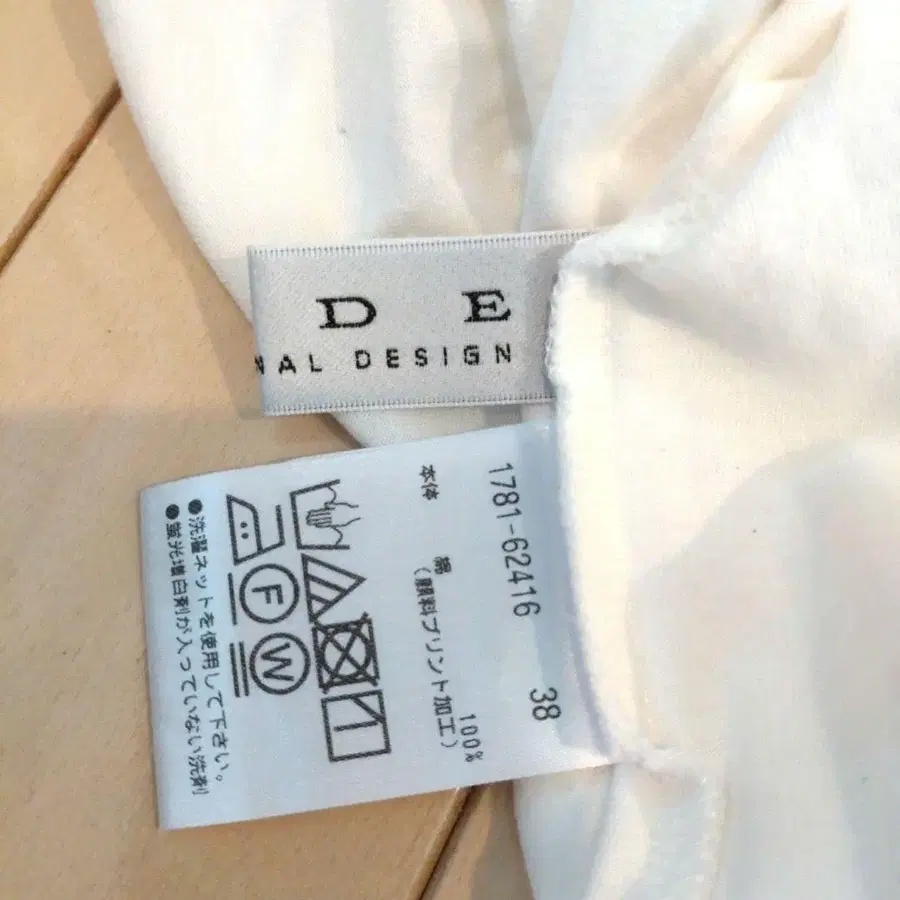 D E
NAL DESIGN
1781-62416 38
本体 綿 100%
(顔料プリント加工)
F
W
●洗濯ネットを使用して下さい。
●蛍光増白剤が入っていない洗剤